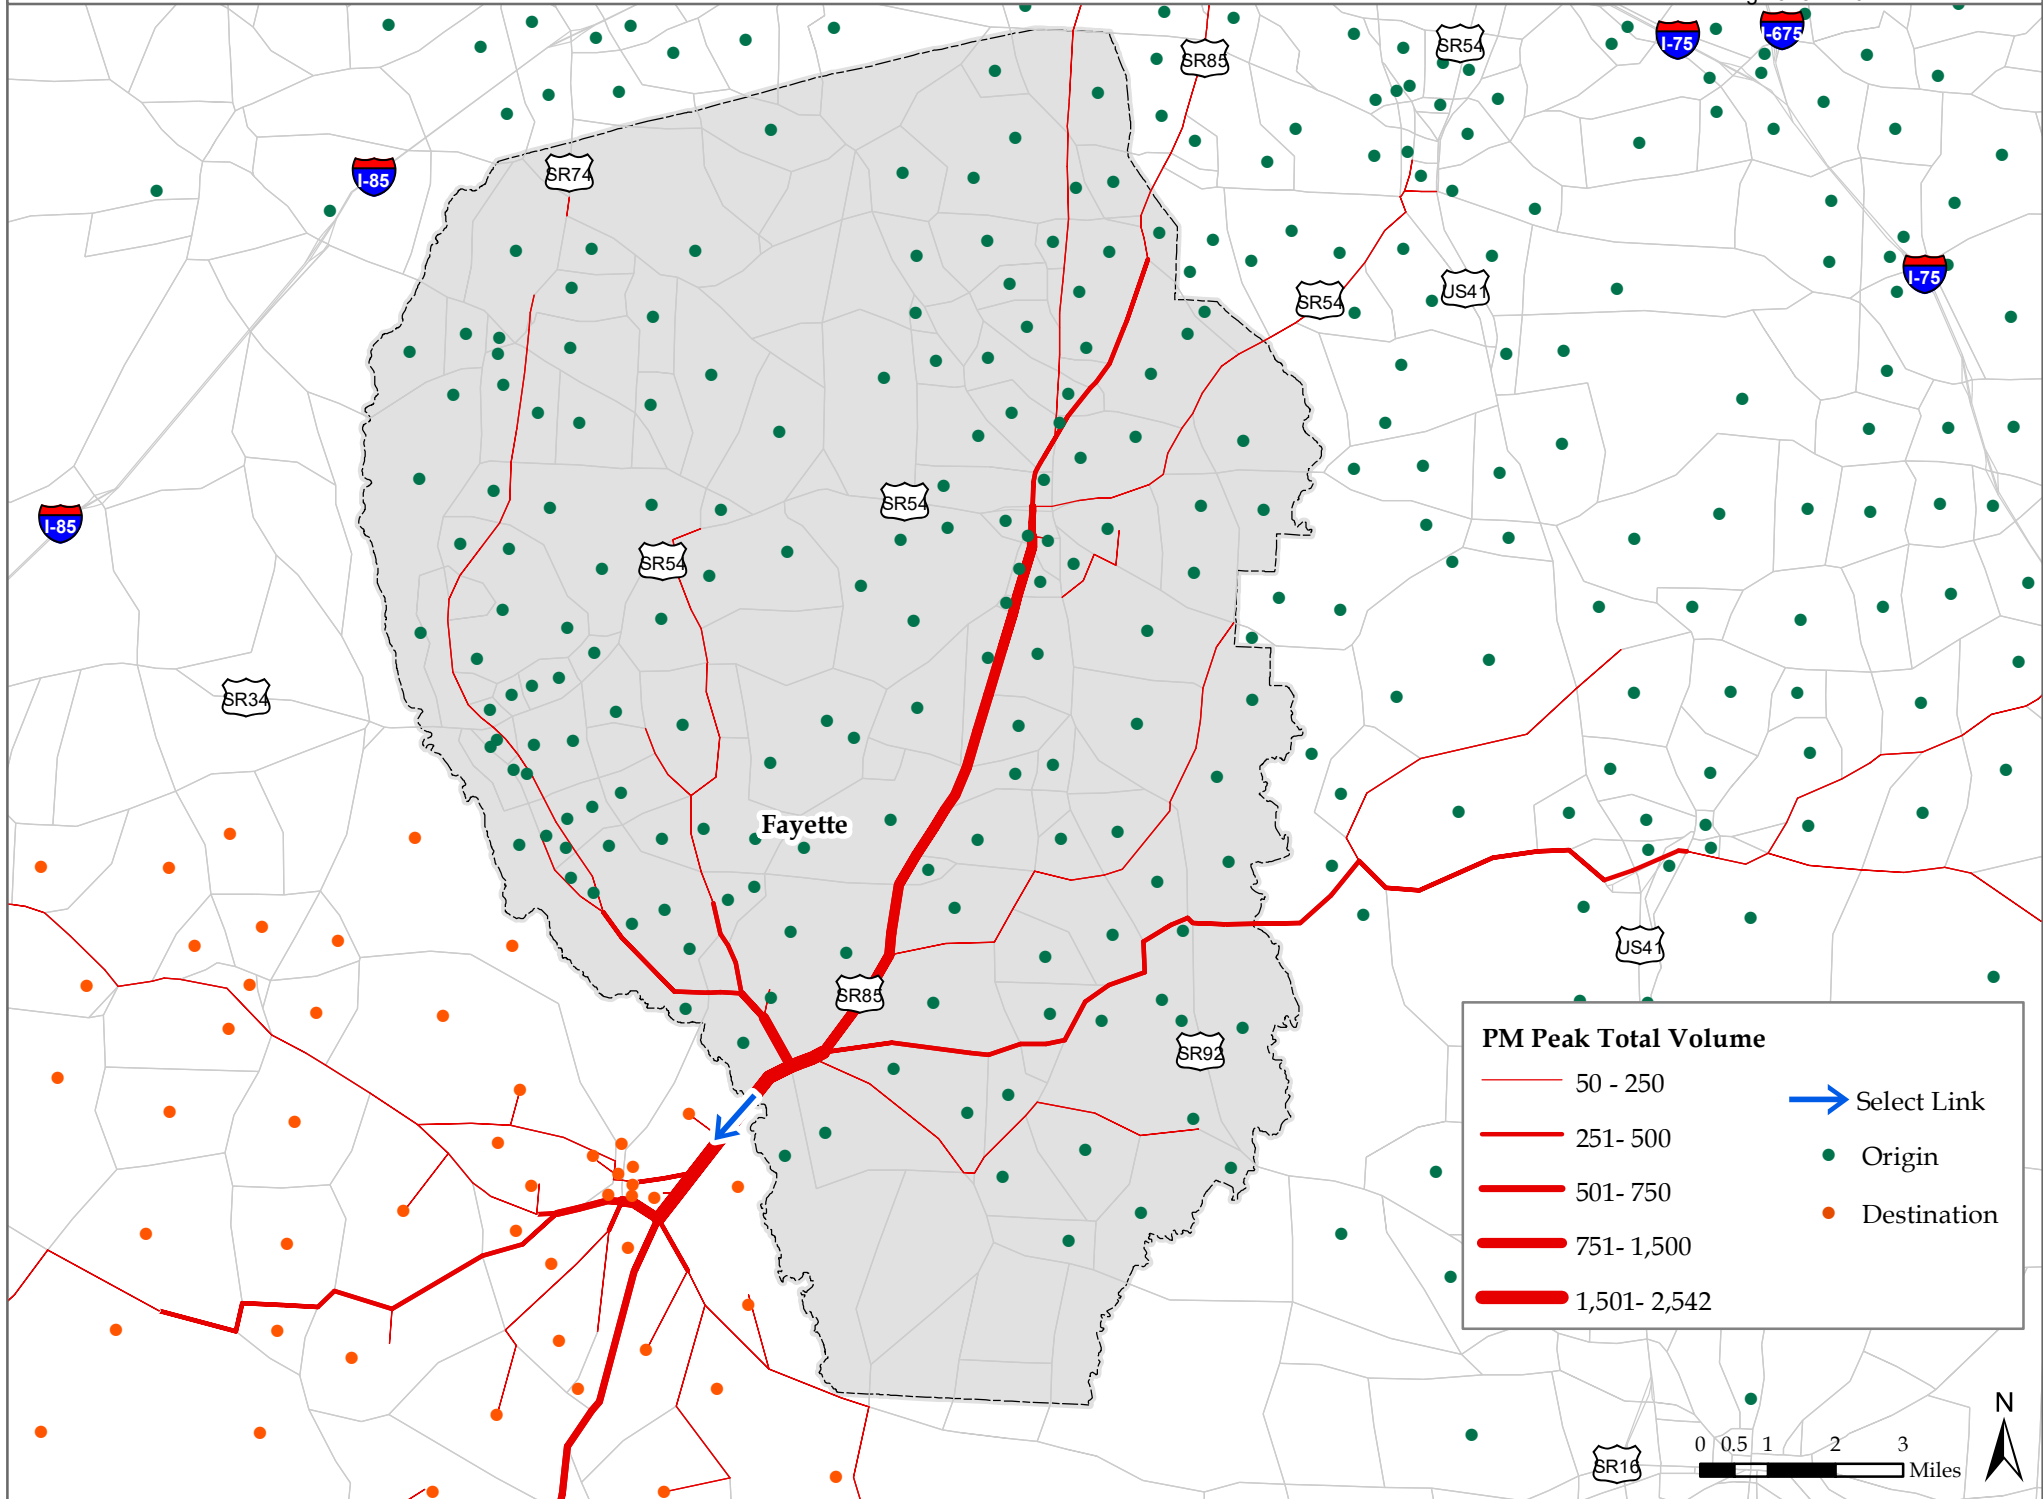 SR85
SR54
I-75
I-675
I-85
SR74
SR54
US41
I-75
SR54
I-85
SR54
SR34
Fayette
US41
SR85
SR92
PM Peak Total Volume
50 - 250
251- 500
501- 750
751- 1,500
1,501- 2,542
Select Link
Origin
Destination
N
0 0.5 1 2 3
Miles
SR16